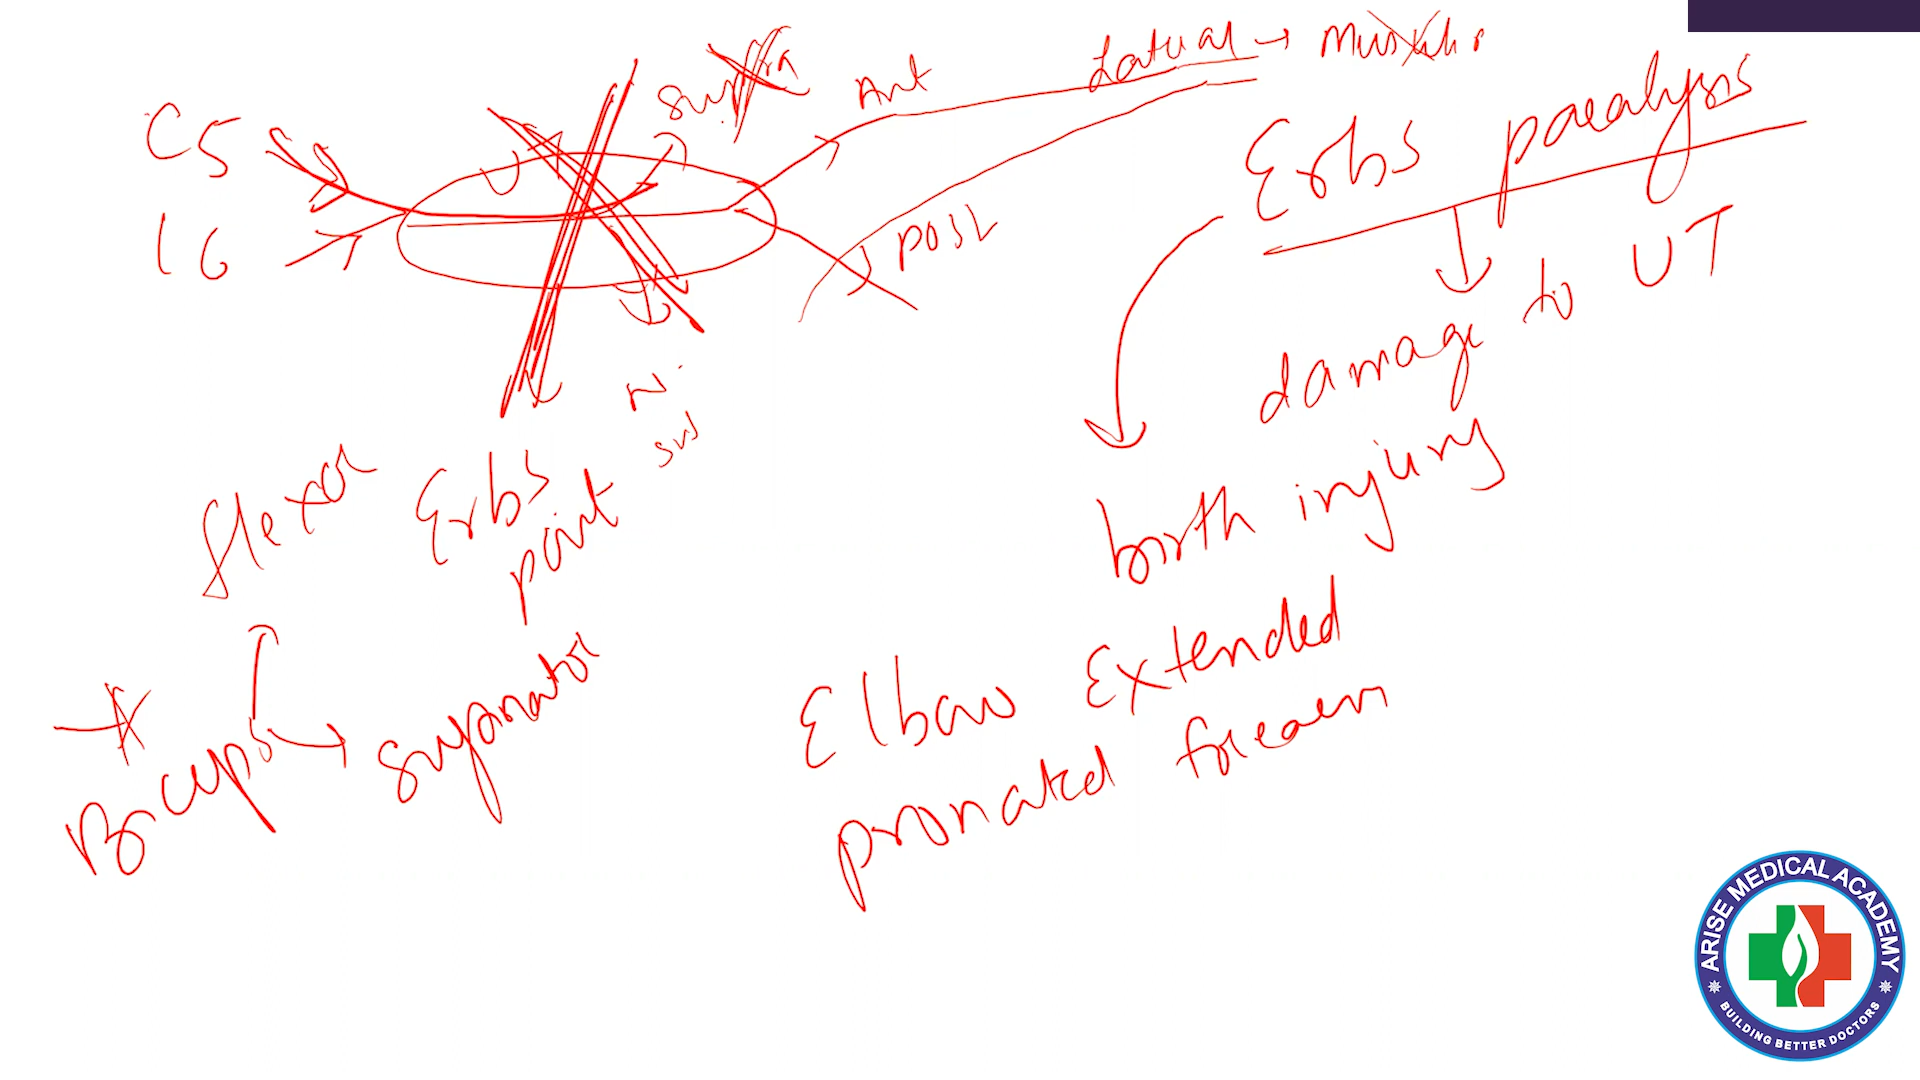 Lateral →
Ant
C5
C6
Erbs paralysis
Post
damage to UT
N.
flexor
Erbs
point
birth injury
Biceps → supinator
Elbow Extended
pronated forearm
ARISE MEDICAL ACADEMY
BUILDING BETTER DOCTORS